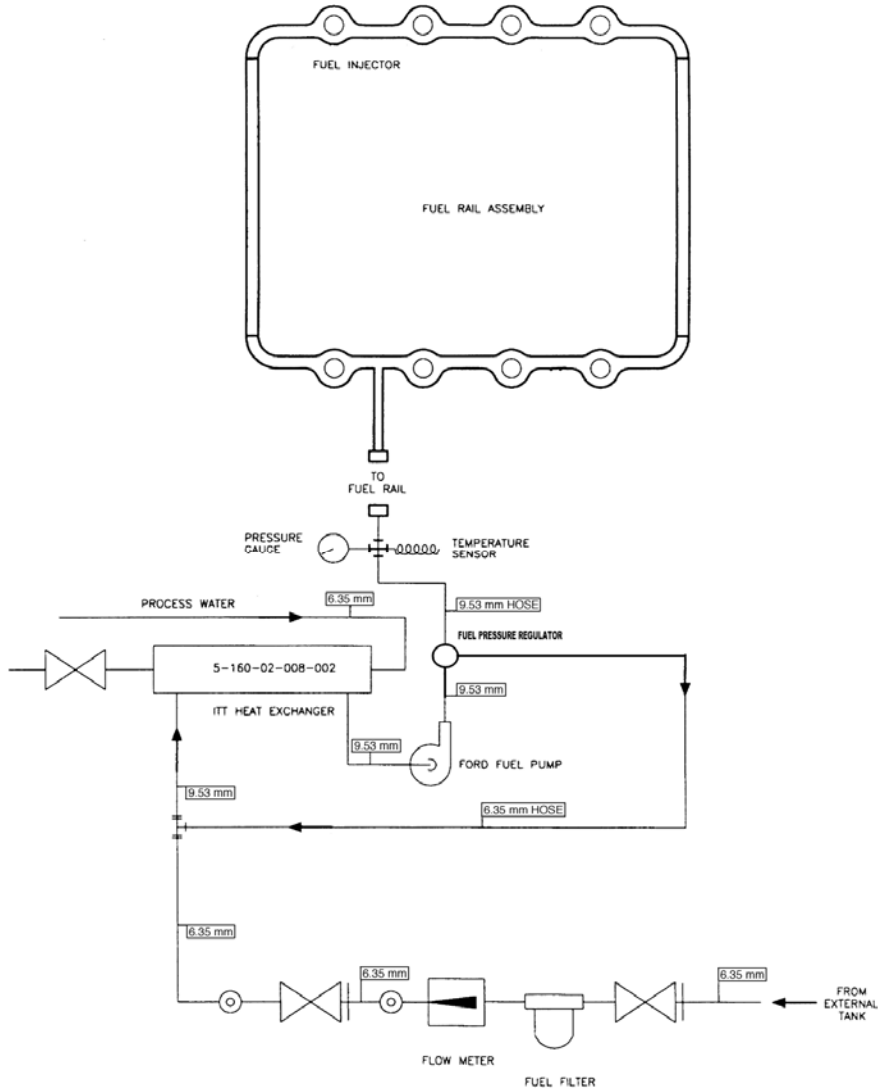 FUEL INJECTOR
FUEL RAIL ASSEMBLY
TO
FUEL RAIL
PRESSURE
GAUGE
TEMPERATURE
SENSOR
PROCESS WATER
6.35 mm
9.53 mm HOSE
FUEL PRESSURE REGULATOR
5-160-02-008-002
9.53 mm
ITT HEAT EXCHANGER
9.53 mm
FORD FUEL PUMP
9.53 mm
6.35 mm HOSE
6.35 mm
6.35 mm
6.35 mm
FROM
EXTERNAL
TANK
FLOW METER
FUEL FILTER